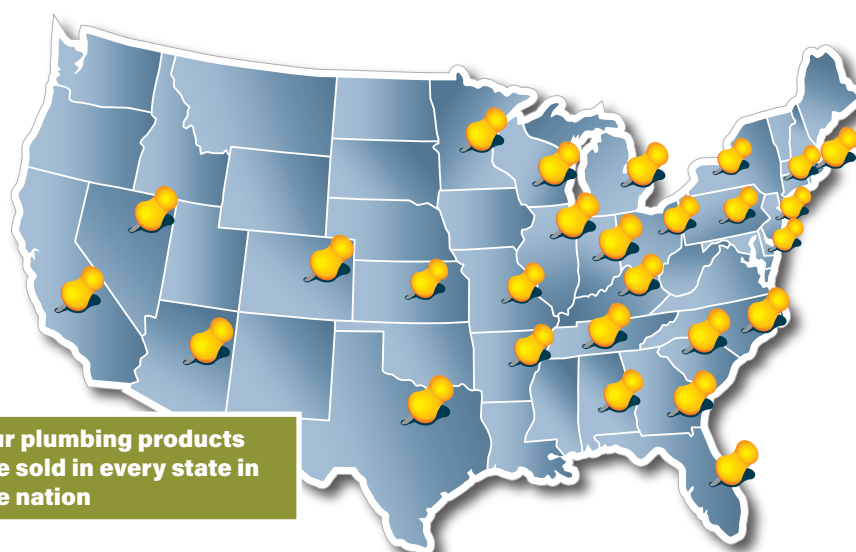 ur plumbing products
e sold in every state in
e nation